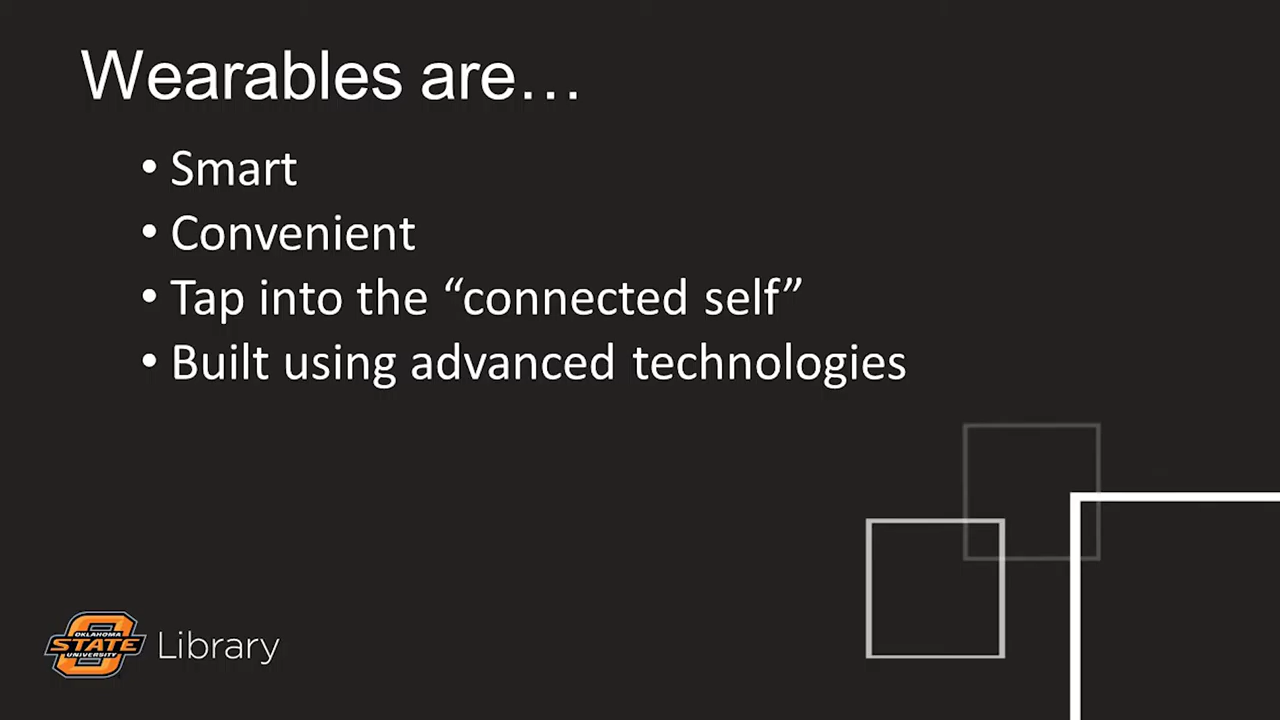 Wearables are…
• Smart
• Convenient
• Tap into the “connected self”
• Built using advanced technologies
OKLAHOMA
STATE
UNIVERSITY
Library